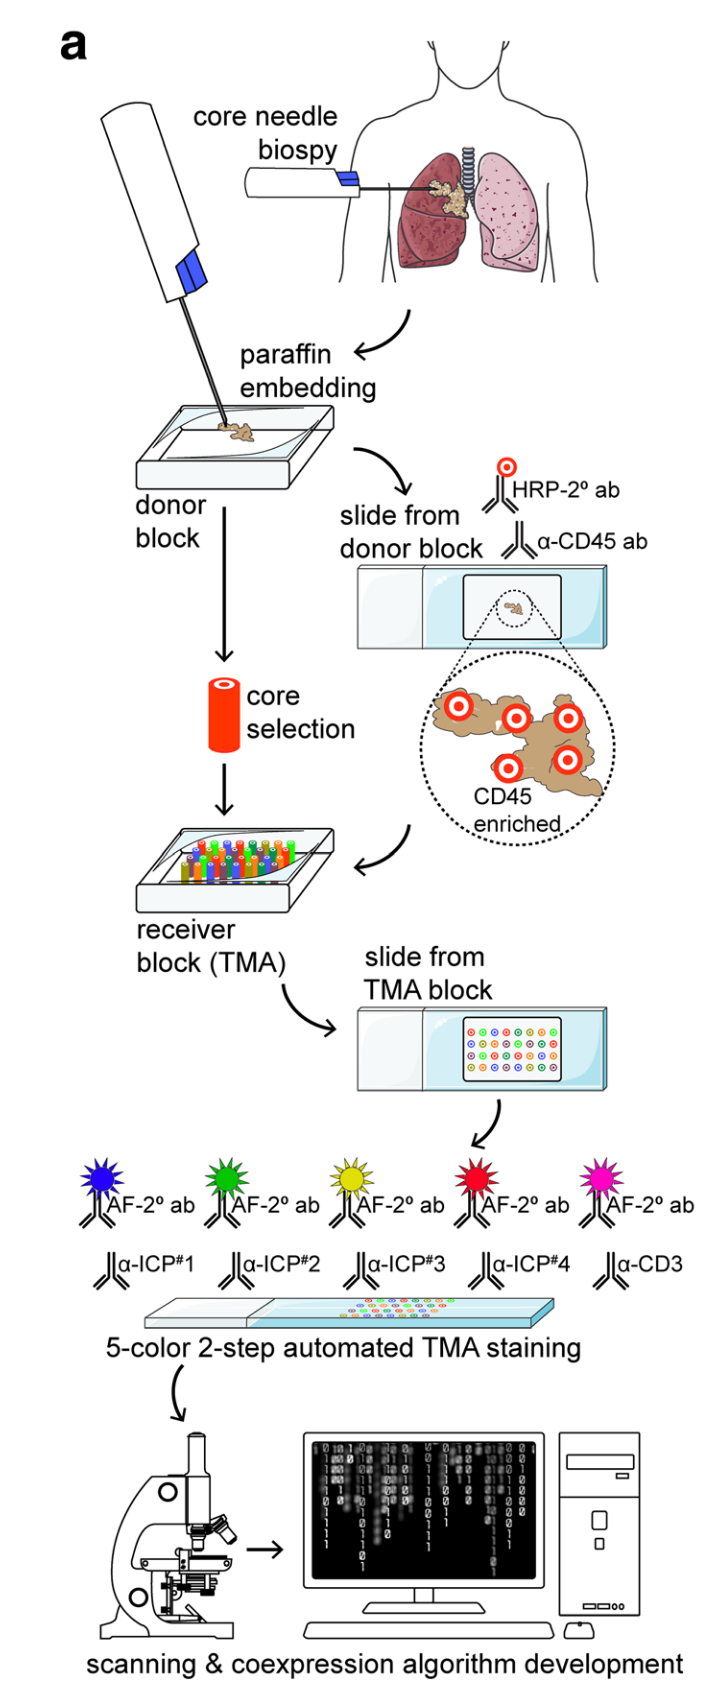 a
core needle
biospy
paraffin
embedding
donor
block
slide from
donor block
HRP-2º ab
α-CD45 ab
core
selection
CD45
enriched
receiver
block (TMA)
slide from
TMA block
AF-2º ab AF-2º ab AF-2º ab AF-2º ab AF-2º ab
α-ICP#1 α-ICP#2 α-ICP#3 α-ICP#4 α-CD3
5-color 2-step automated TMA staining
scanning & coexpression algorithm development